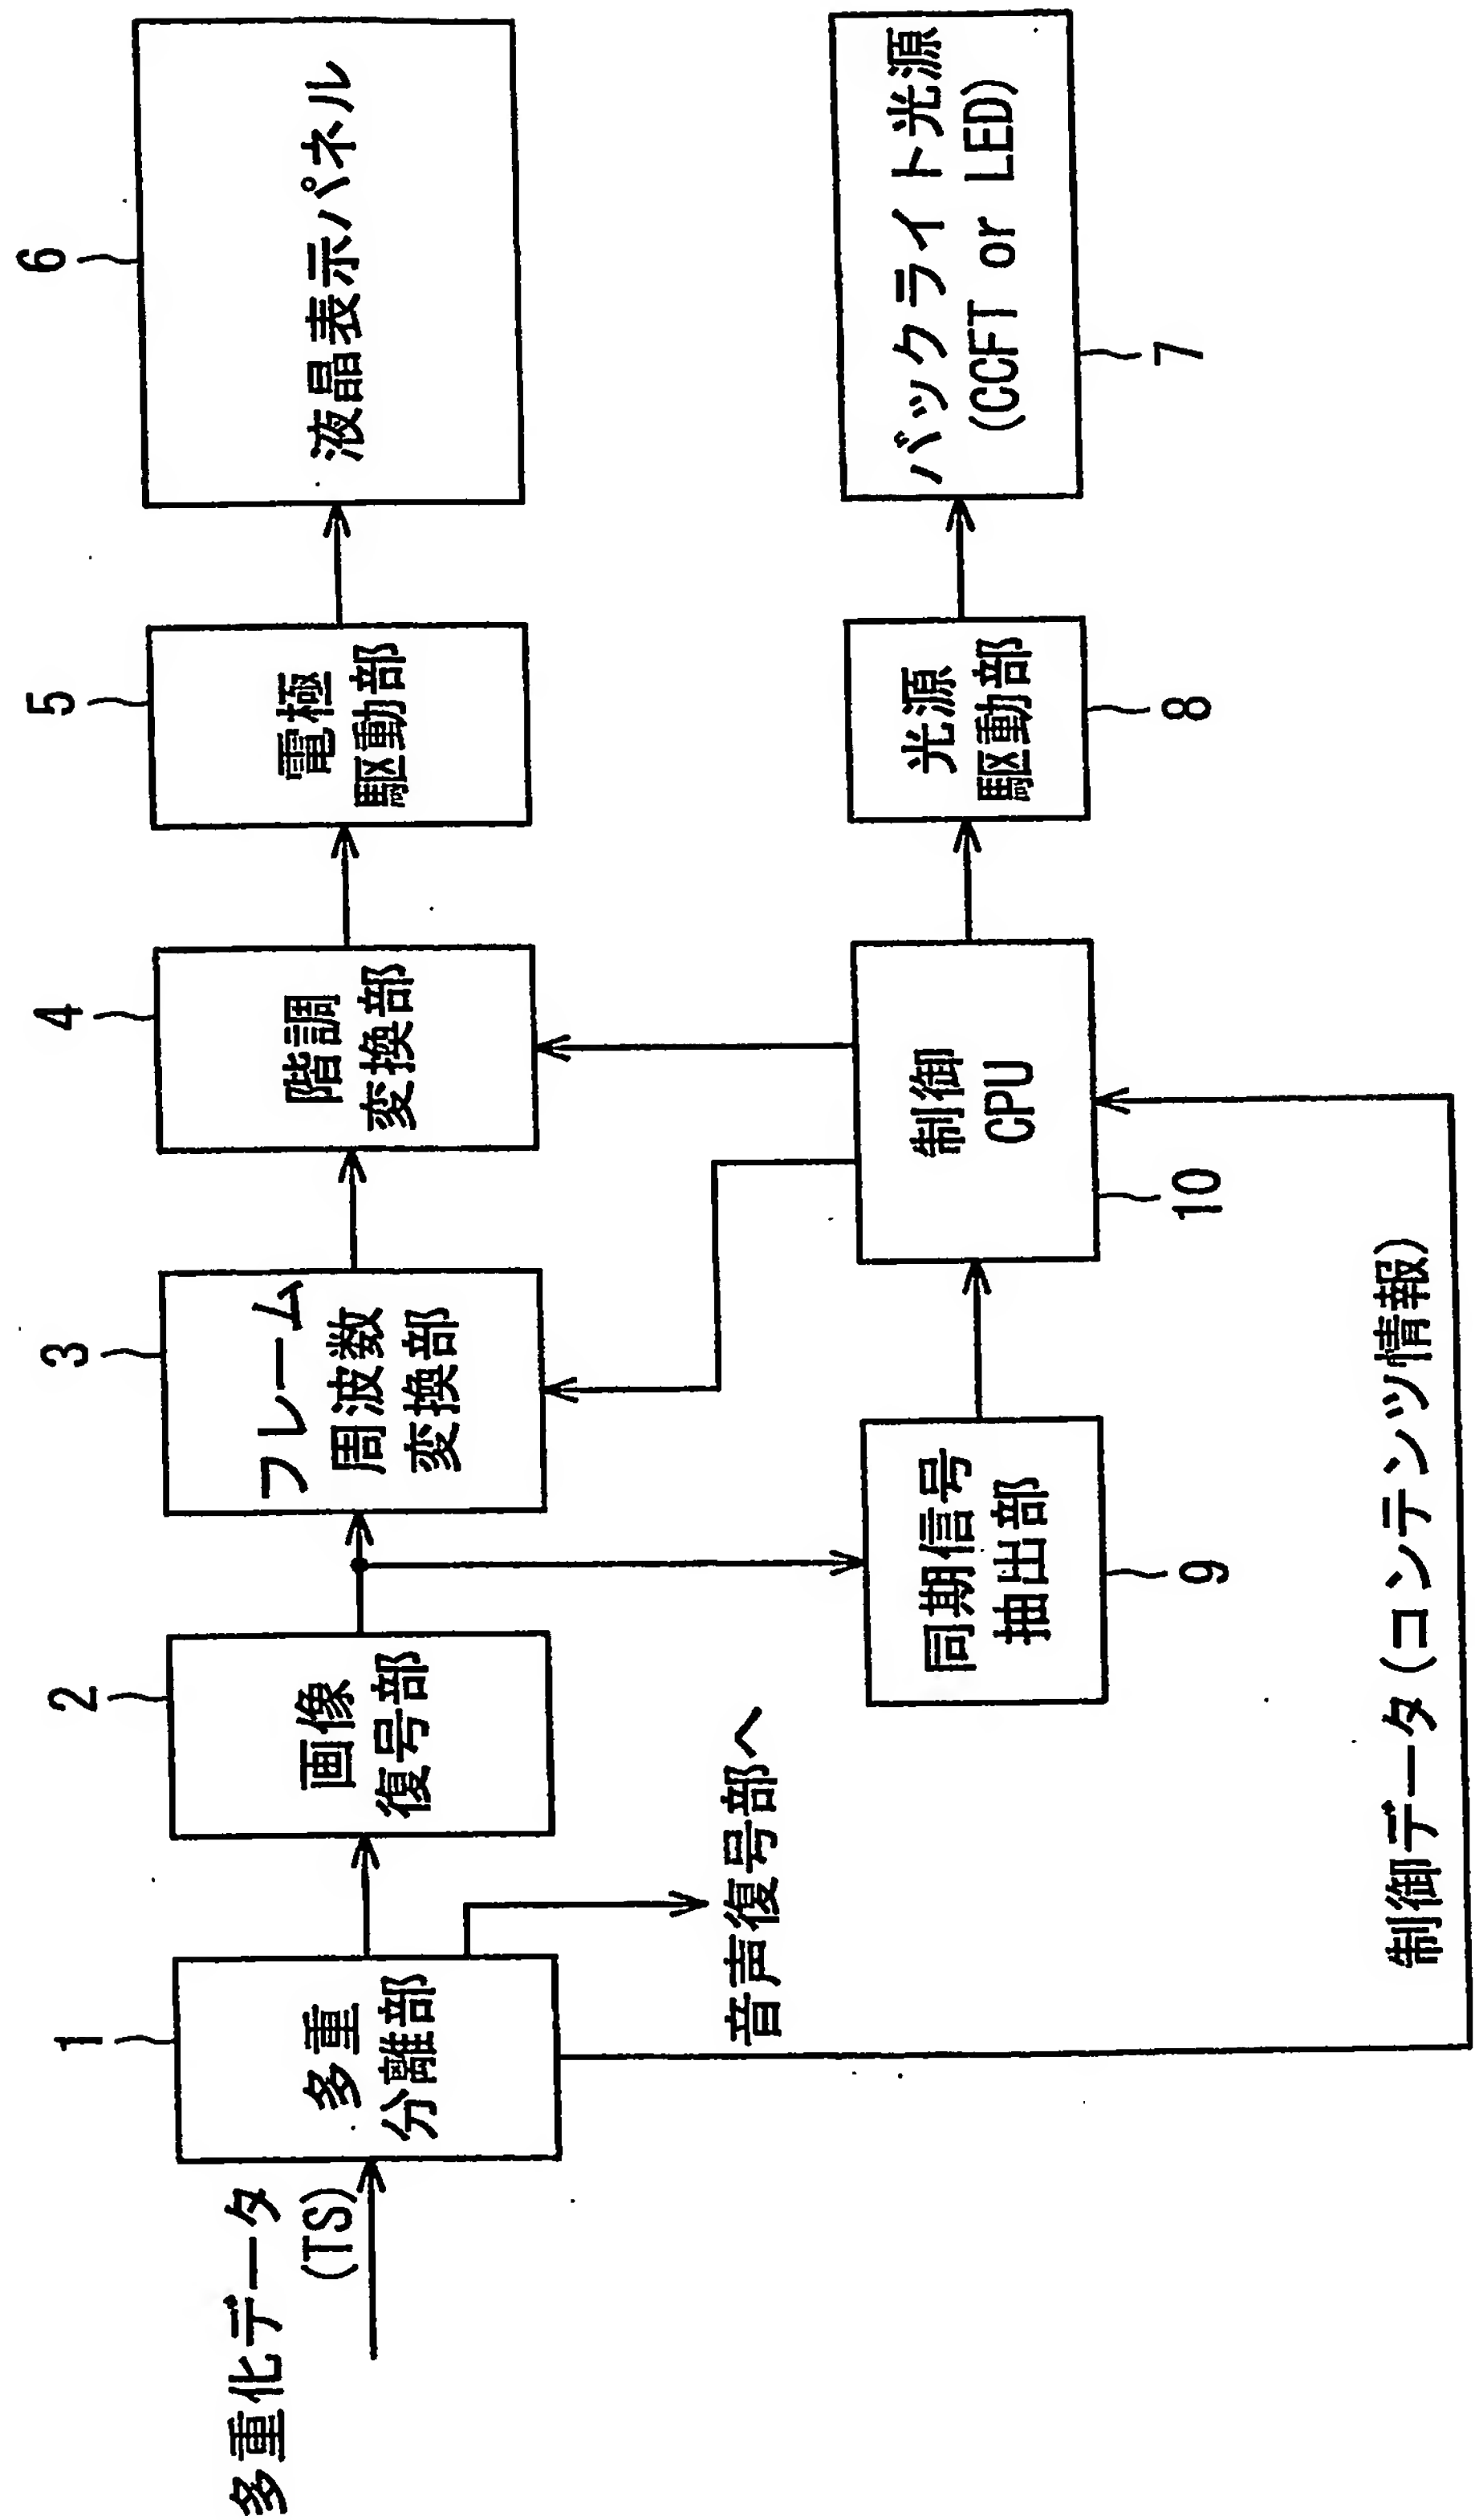 多重化データ
(TS)
1
多重
分離部
2
画像
復号部
3
フレーム
周波数
変換部
4
階調
変換部
5
電極
駆動部
6
液晶表示パネル
音声復号部へ
9
同期信号
抽出部
10
制御
CPU
8
光源
駆動部
7
バックライト光源
(CCFT or LED)
制御データ(コンテンツ情報)